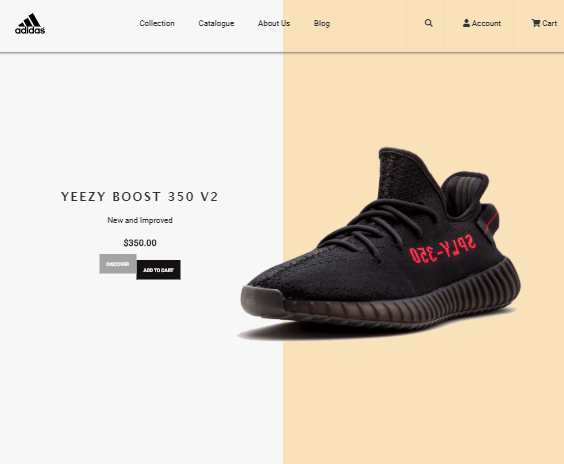 adidas
Collection Catalogue About Us Blog Account Cart
YEEZY BOOST 350 V2
New and Improved
$350.00
DISCOVER
ADD TO CART
SPLY-350